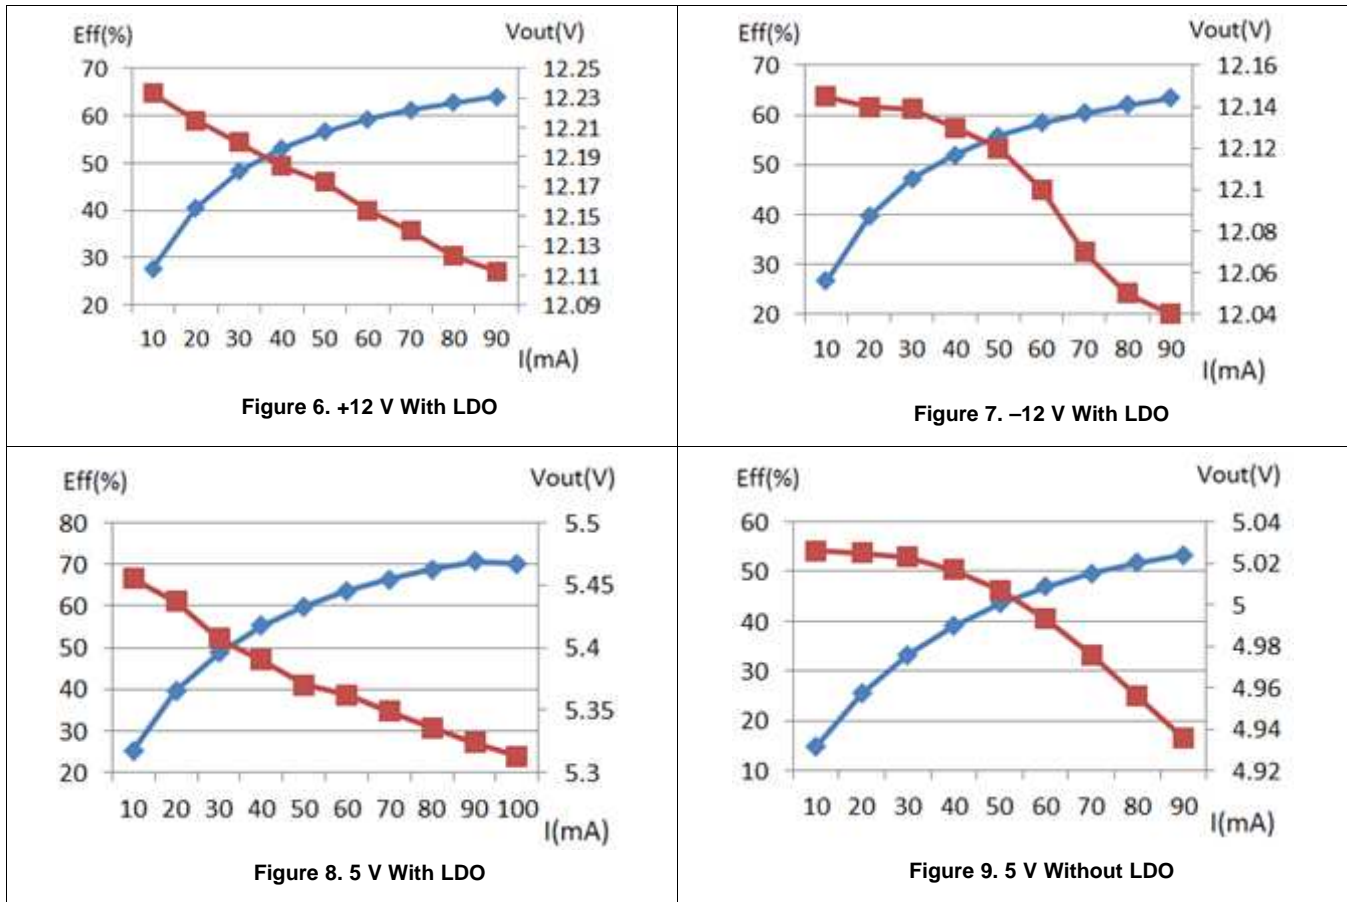 Eff(%) Vout(V)
70 12.25
60 12.23
50 12.21
40 12.19
30 12.17
20 12.15
12.13
12.11
12.09
10 20 30 40 50 60 70 80 90
I(mA)
Figure 6. +12 V With LDO
Eff(%) Vout(V)
70 12.16
60 12.14
50 12.12
40 12.1
30 12.08
20 12.06
12.04
10 20 30 40 50 60 70 80 90
I(mA)
Figure 7. –12 V With LDO
Eff(%) Vout(V)
80 5.5
70 5.45
60 5.4
50 5.35
40 5.3
30
20
10 20 30 40 50 60 70 80 90 100
I(mA)
Figure 8. 5 V With LDO
Eff(%) Vout(V)
60 5.04
50 5.02
40 5
30 4.98
20 4.96
10 4.94
4.92
10 20 30 40 50 60 70 80 90
I(mA)
Figure 9. 5 V Without LDO